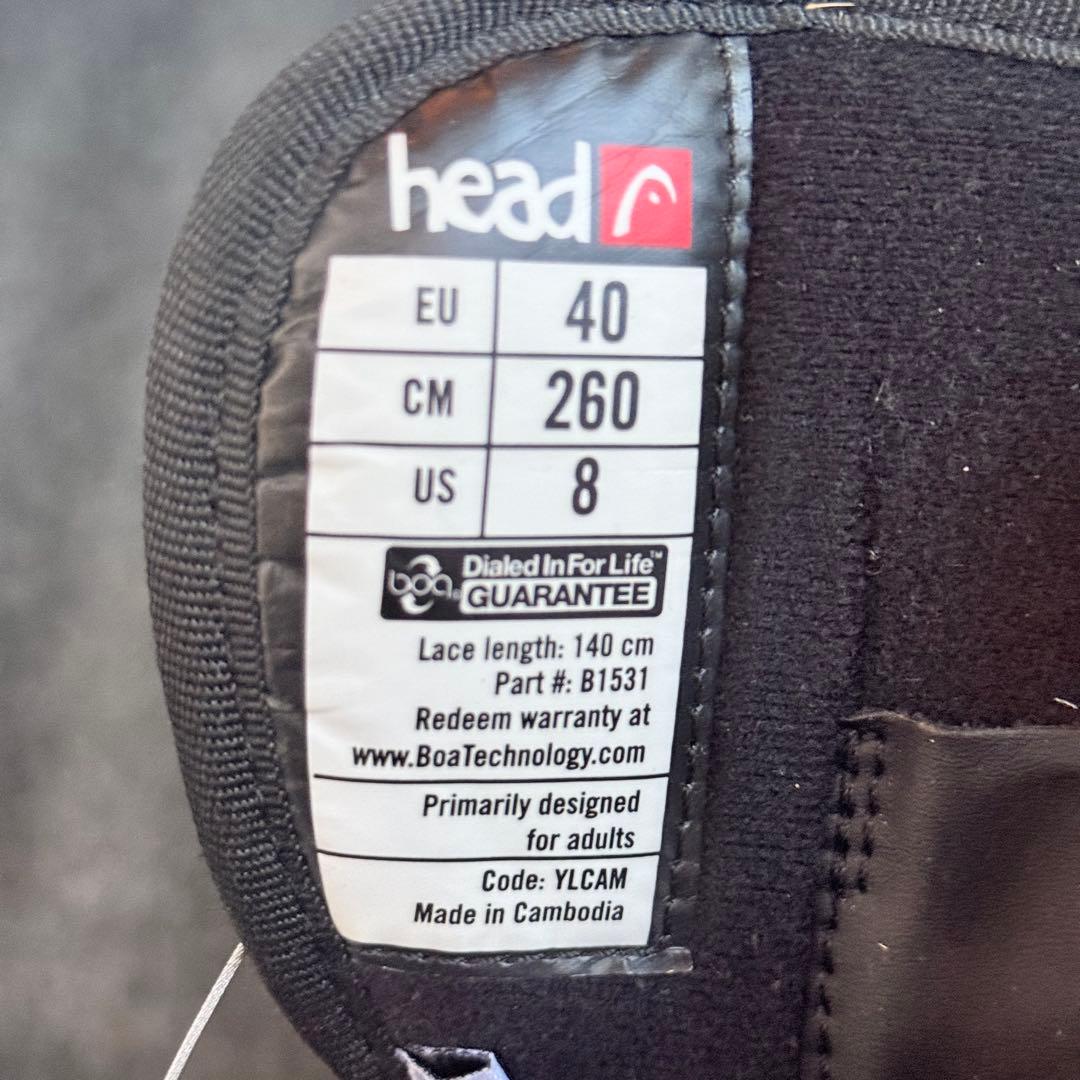 head
EU 40
CM 260
US 8
boa® Dialed In For Life™
GUARANTEE
Lace length: 140 cm
Part #: B1531
Redeem warranty at
www.BoaTechnology.com
Primarily designed
for adults
Code: YLCAM
Made in Cambodia